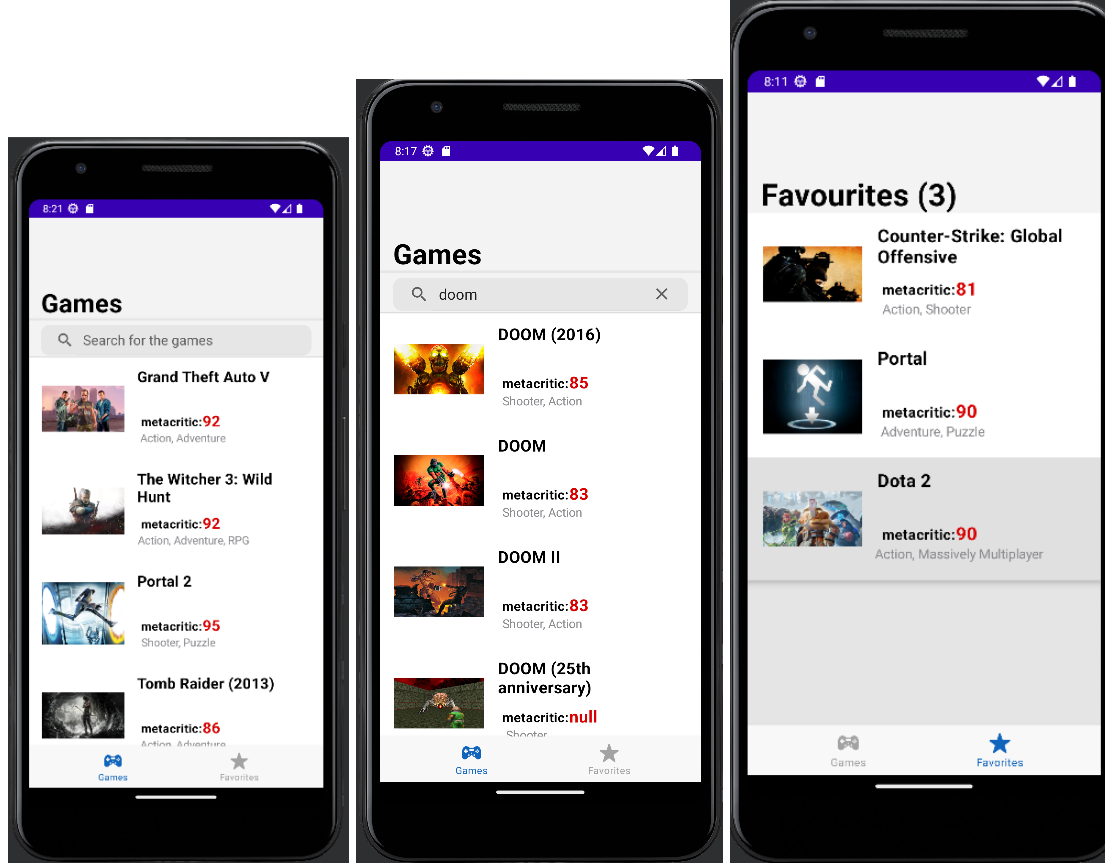 8:21
Games
Search for the games
Grand Theft Auto V
metacritic:92
Action, Adventure
The Witcher 3: Wild
Hunt
metacritic:92
Action, Adventure, RPG
Portal 2
metacritic:95
Shooter, Puzzle
Tomb Raider (2013)
metacritic:86
Action, Adventure
Games
Favorites
8:17
Games
doom
DOOM (2016)
metacritic:85
Shooter, Action
DOOM
metacritic:83
Shooter, Action
DOOM II
metacritic:83
Shooter, Action
DOOM (25th
anniversary)
metacritic:null
Shooter
Games
Favorites
8:11
Favourites (3)
Counter-Strike: Global
Offensive
metacritic:81
Action, Shooter
Portal
metacritic:90
Adventure, Puzzle
Dota 2
metacritic:90
Action, Massively Multiplayer
Games
Favorites